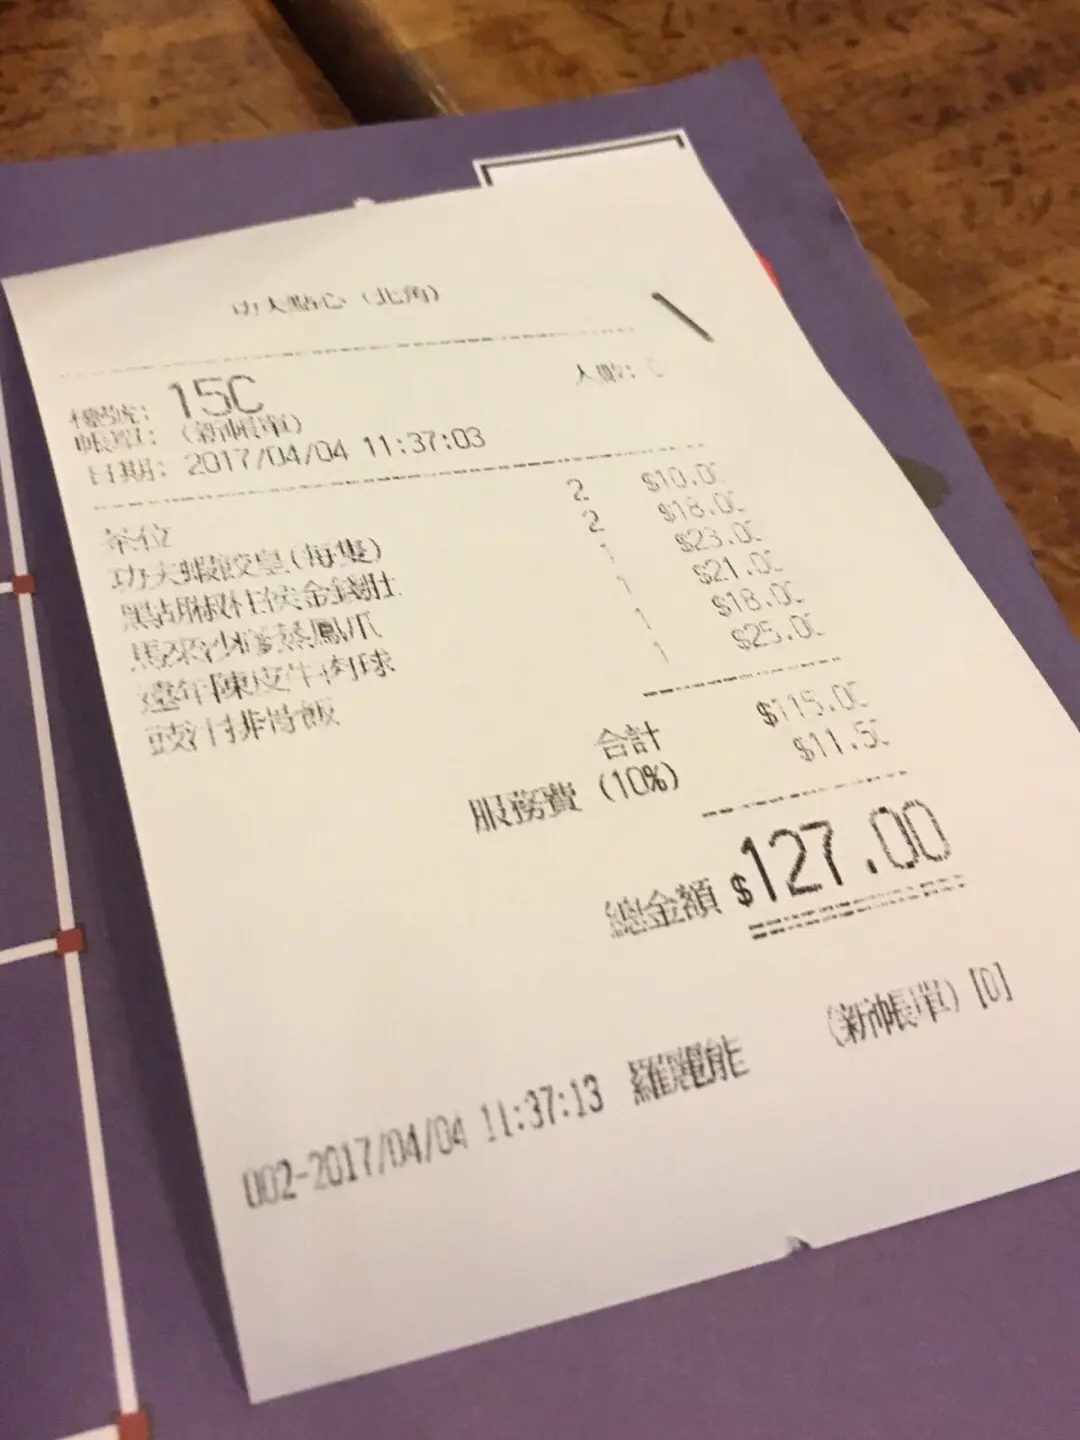 功夫點心（北角）
檯號： 15C 人數：
帳單：（新帳單）
日期： 2017/04/04 11:37:03
茶位 2 $10.00
功夫蝦餃皇(每隻) 2 $18.00
黑胡椒柱侯金錢肚 1 $23.00
馬來沙嗲蒸鳳爪 1 $21.00
遠年陳皮牛肉球 1 $18.00
豉汁排骨飯 1 $25.00
合計 $115.00
服務費 (10%) $11.50
總金額 $127.00
（新帳單）[0]
002-2017/04/04 11:37:13